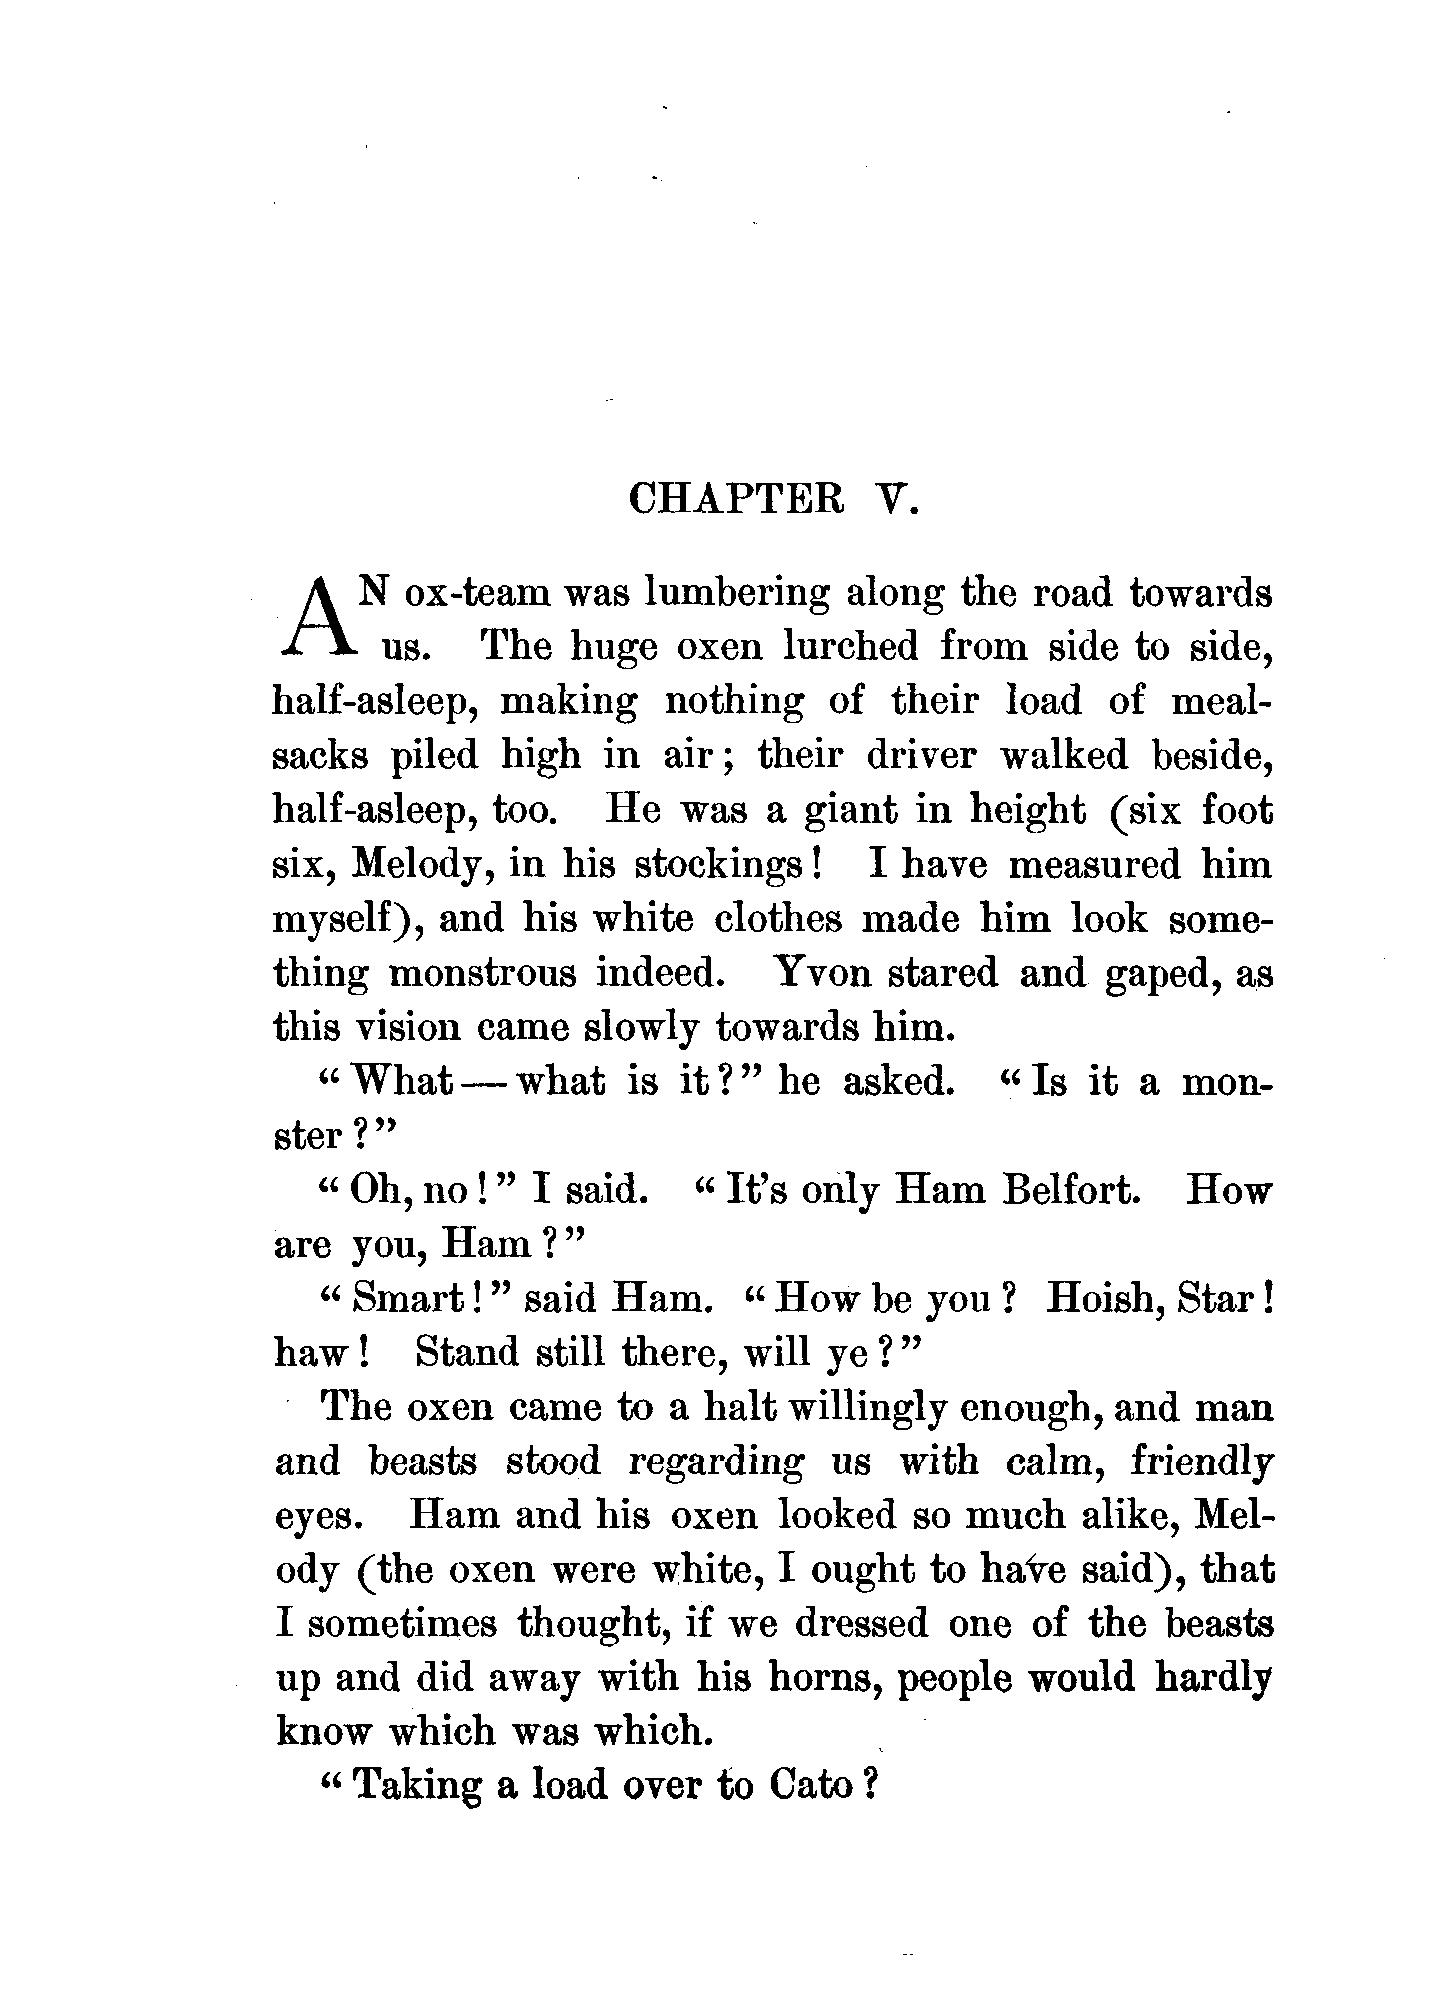 CHAPTER V.
AN ox-team was lumbering along the road towards
us. The huge oxen lurched from side to side,
half-asleep, making nothing of their load of meal-
sacks piled high in air; their driver walked beside,
half-asleep, too. He was a giant in height (six foot
six, Melody, in his stockings! I have measured him
myself), and his white clothes made him look some-
thing monstrous indeed. Yvon stared and gaped, as
this vision came slowly towards him.
"What—what is it?" he asked. "Is it a mon-
ster?"
"Oh, no!" I said. "It's only Ham Belfort. How
are you, Ham?"
"Smart!" said Ham. "How be you? Hoish, Star!
haw! Stand still there, will ye?"
The oxen came to a halt willingly enough, and man
and beasts stood regarding us with calm, friendly
eyes. Ham and his oxen looked so much alike, Mel-
ody (the oxen were white, I ought to have said), that
I sometimes thought, if we dressed one of the beasts
up and did away with his horns, people would hardly
know which was which.
"Taking a load over to Cato?